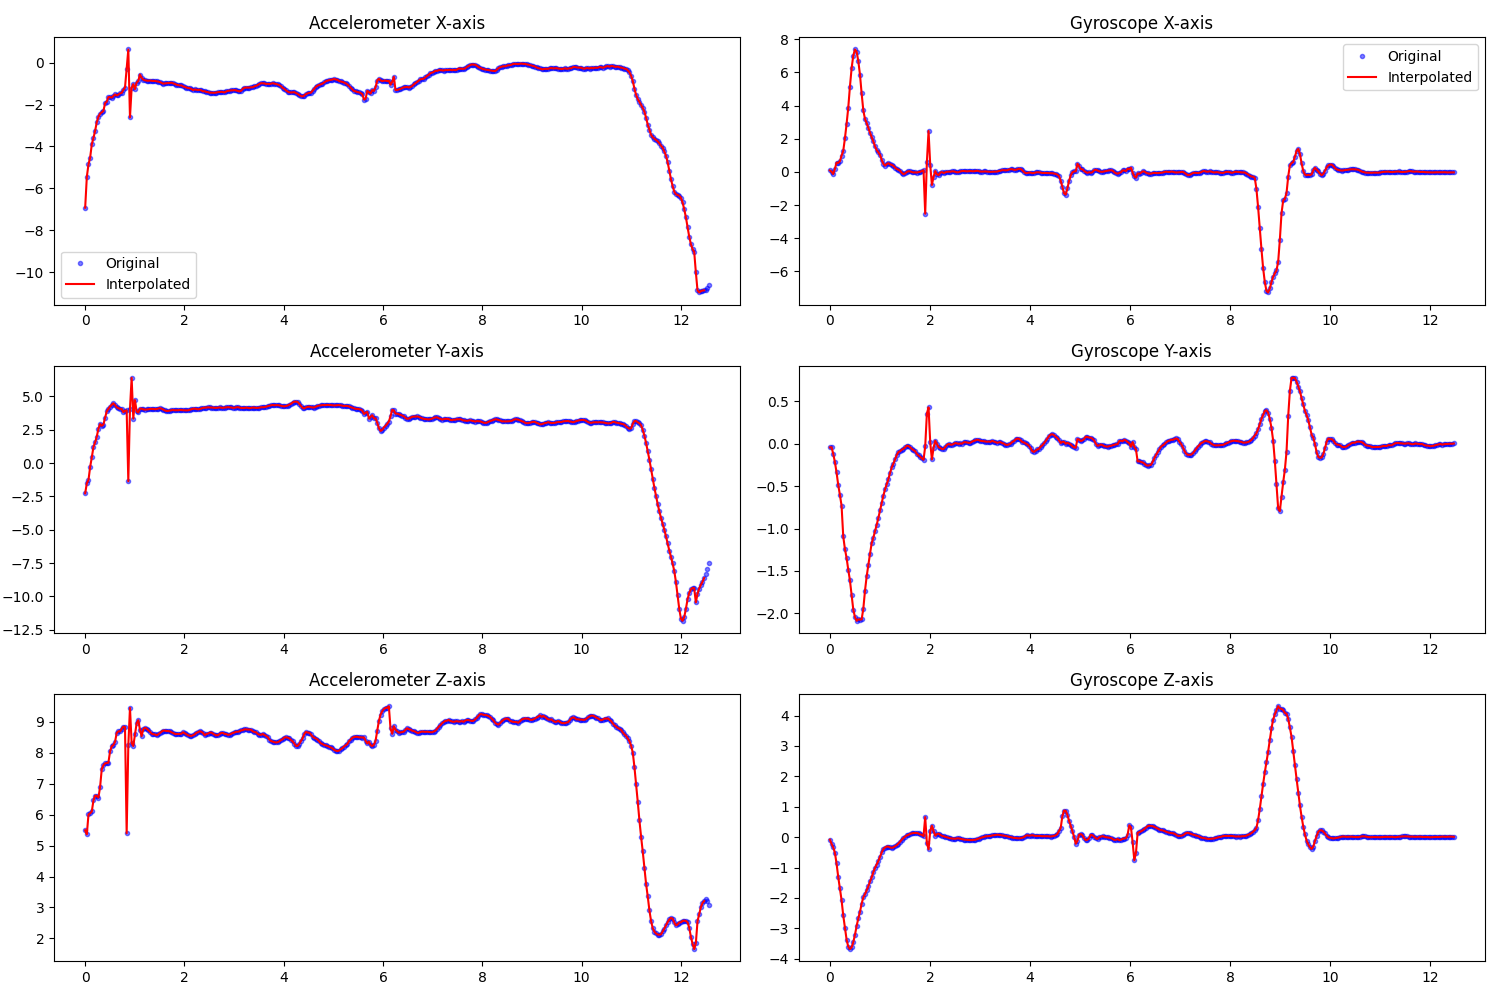 Accelerometer X-axis
0
−2
−4
−6
−8
−10
Original
Interpolated
0 2 4 6 8 10 12
Gyroscope X-axis
8
6
4
2
0
−2
−4
−6
Original
Interpolated
0 2 4 6 8 10 12
Accelerometer Y-axis
5.0
2.5
0.0
−2.5
−5.0
−7.5
−10.0
−12.5
0 2 4 6 8 10 12
Gyroscope Y-axis
0.5
0.0
−0.5
−1.0
−1.5
−2.0
0 2 4 6 8 10 12
Accelerometer Z-axis
9
8
7
6
5
4
3
2
0 2 4 6 8 10 12
Gyroscope Z-axis
4
3
2
1
0
−1
−2
−3
−4
0 2 4 6 8 10 12